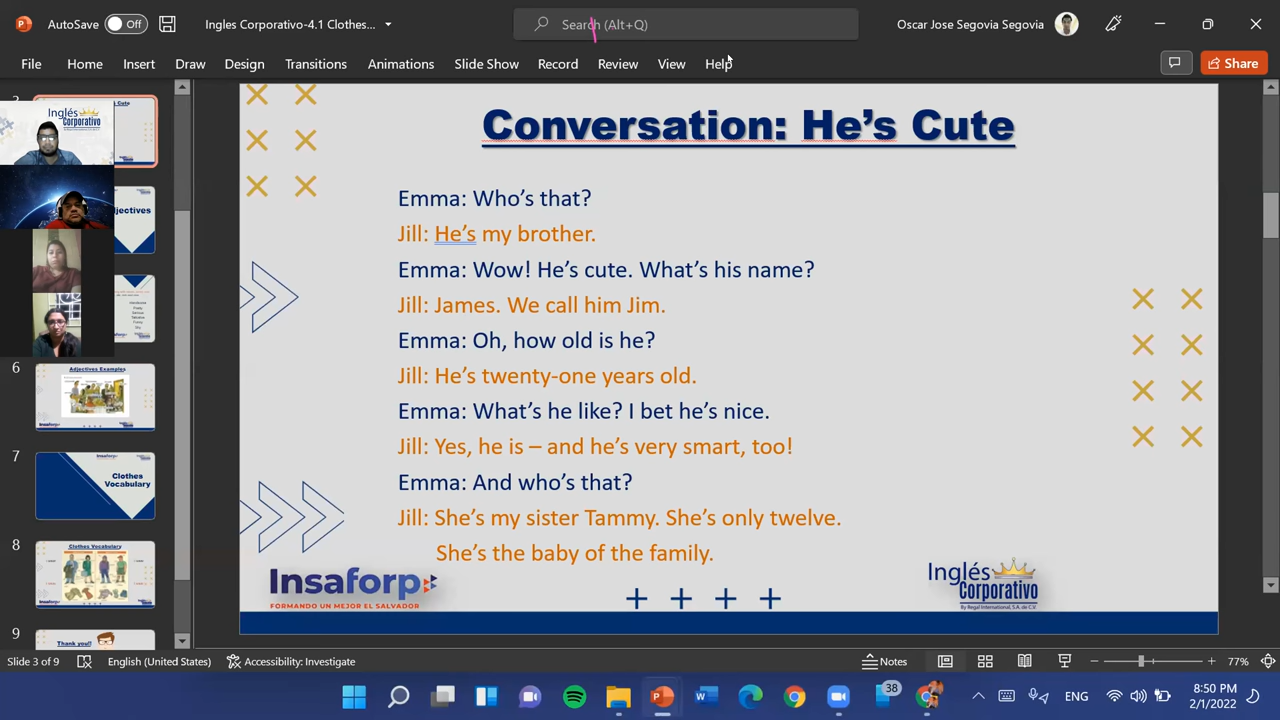 AutoSave Off Ingles Corporativo-4.1 Clothes... Search (Alt+Q) Oscar Jose Segovia Segovia
File Home Insert Draw Design Transitions Animations Slide Show Record Review View Help Share
Conversation: He's Cute
Emma: Who's that?
Jill: He's my brother.
Emma: Wow! He's cute. What's his name?
Jill: James. We call him Jim.
Emma: Oh, how old is he?
Jill: He's twenty-one years old.
Emma: What's he like? I bet he's nice.
Jill: Yes, he is – and he's very smart, too!
Emma: And who's that?
Jill: She's my sister Tammy. She's only twelve.
She's the baby of the family.
Insaforp
FORMANDO UN MEJOR EL SALVADOR
Inglés
Corporativo
By Regal International, S.A. de C.V.
Inglés
Corporativo
6
Adjectives Examples
7
Clothes
Vocabulary
8
Clothes Vocabulary
9
Thank you!!
Slide 3 of 9 English (United States) Accessibility: Investigate Notes 77%
38
ENG
8:50 PM
2/1/2022